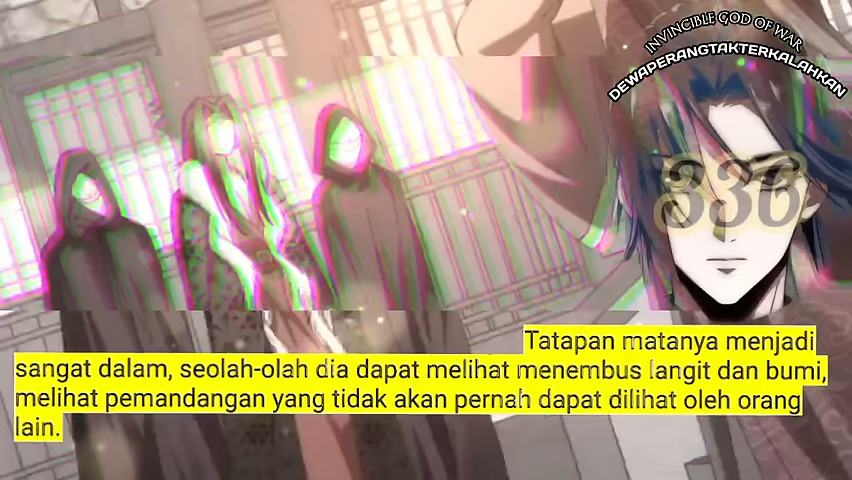 INVINCIBLE GOD OF WAR
DEWAPERANGTAKTERKALAHKAN
336
Tatapan matanya menjadi
sangat dalam, seolah-olah dia dapat melihat menembus langit dan bumi,
melihat pemandangan yang tidak akan pernah dapat dilihat oleh orang
lain.